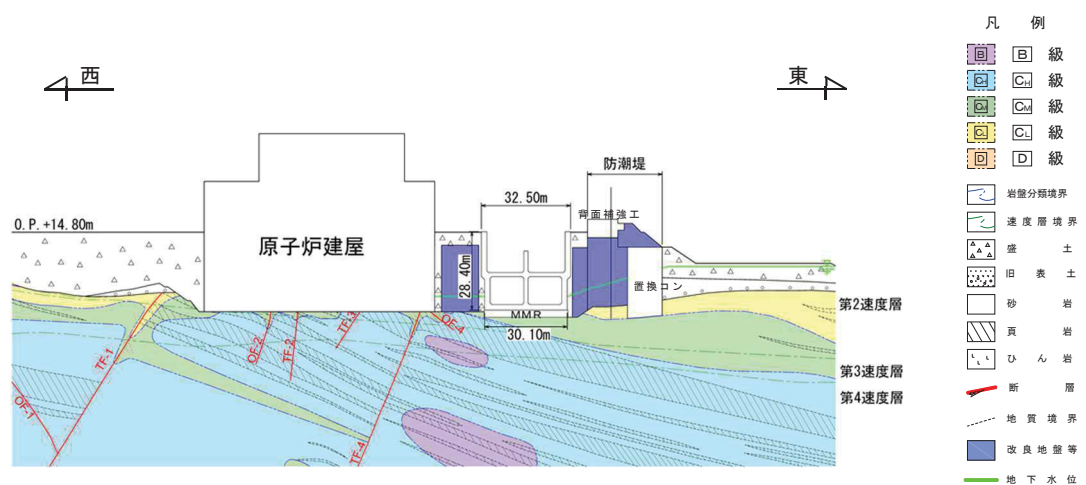 西
東
防潮堤
32.50m
背面補強工
O.P.+14.80m
原子炉建屋
28.40m
置換コン
MMR
30.10m
第2速度層
第3速度層
第4速度層
OF-1
TF-1
OF-2
TF-2
TF-3
OF-4
TF-4
凡 例
B B 級
CH CH 級
CM CM 級
CL CL 級
D D 級
岩盤分類境界
速度層境界
盛土
旧表土
砂岩
頁岩
ひん岩
断層
地質境界
改良地盤等
地下水位